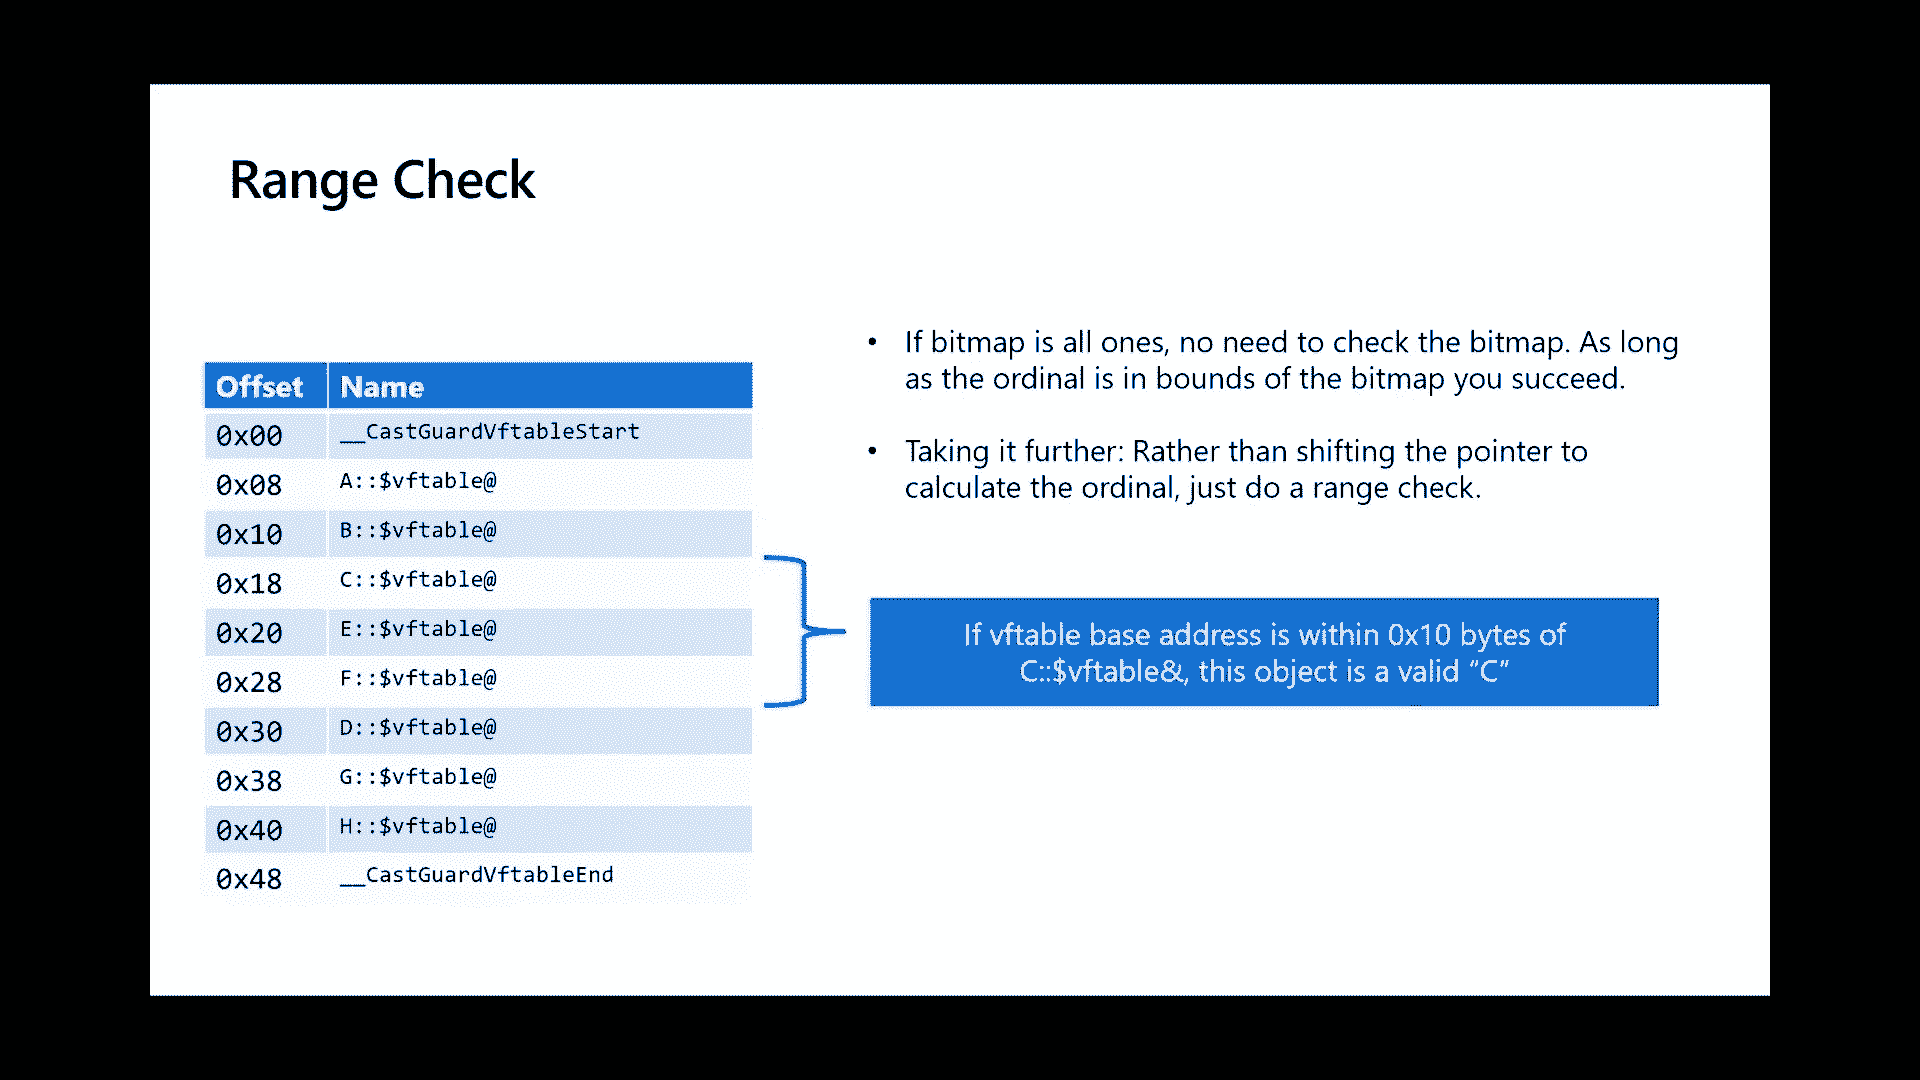 Range Check
Offset Name
0x00 __CastGuardVftableStart
0x08 A::$vftable@
0x10 B::$vftable@
0x18 C::$vftable@
0x20 E::$vftable@
0x28 F::$vftable@
0x30 D::$vftable@
0x38 G::$vftable@
0x40 H::$vftable@
0x48 __CastGuardVftableEnd
• If bitmap is all ones, no need to check the bitmap. As long
as the ordinal is in bounds of the bitmap you succeed.
• Taking it further: Rather than shifting the pointer to
calculate the ordinal, just do a range check.
If vftable base address is within 0x10 bytes of
C::$vftable&, this object is a valid “C”